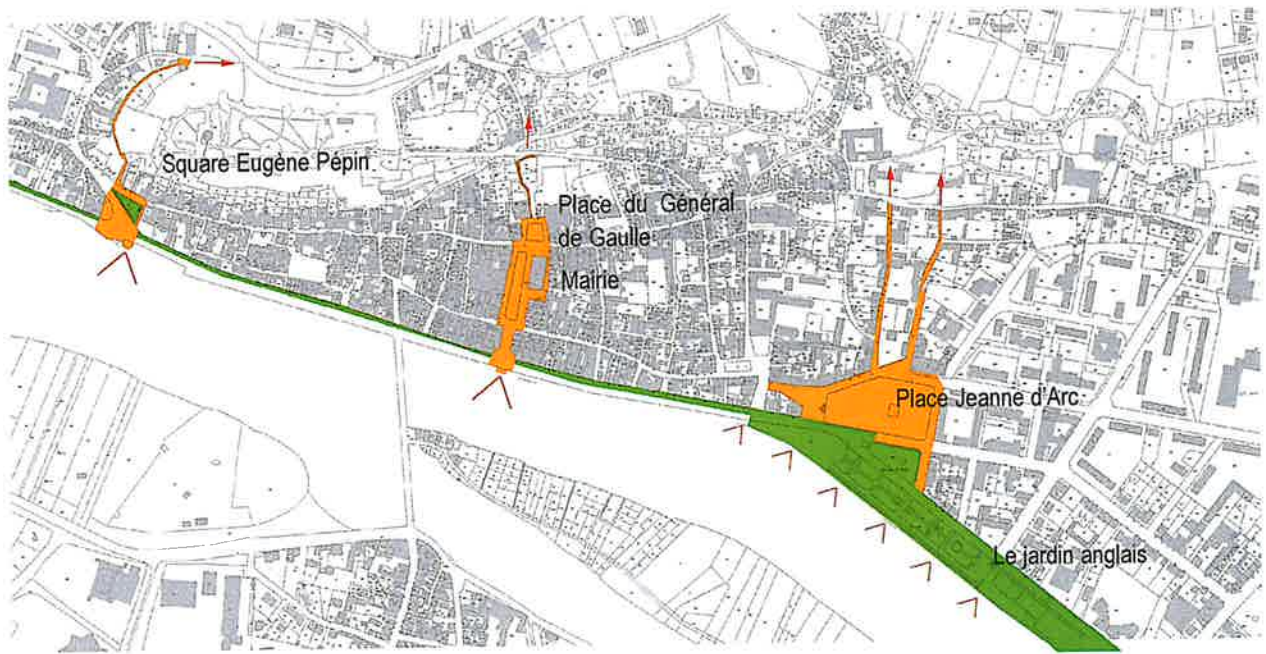 Square Eugène Pépin
Place du Général
de Gaulle
Mairie
Place Jeanne d'Arc
Le jardin anglais